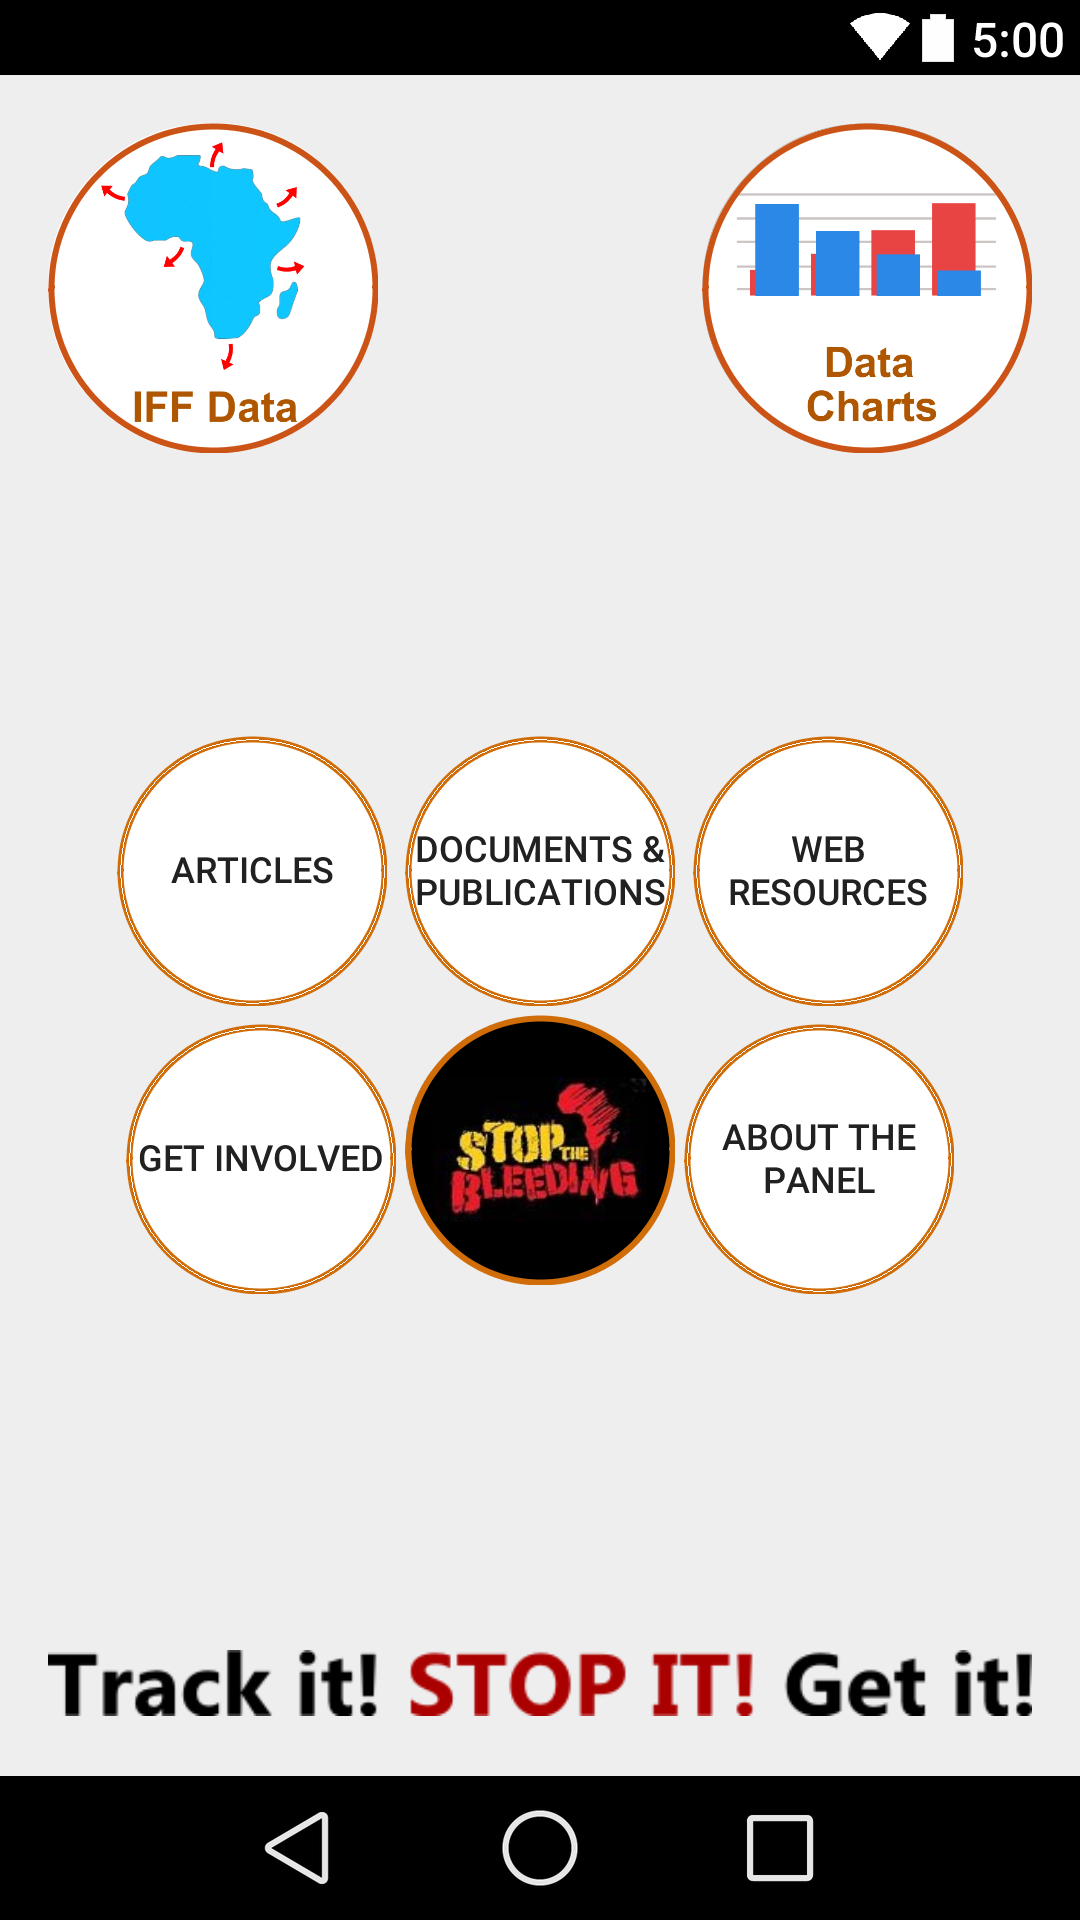 5:00
IFF Data
Data
Charts
ARTICLES
DOCUMENTS &
PUBLICATIONS
WEB
RESOURCES
GET INVOLVED
STOP THE
BLEEDING
ABOUT THE
PANEL
Track it! STOP IT! Get it!